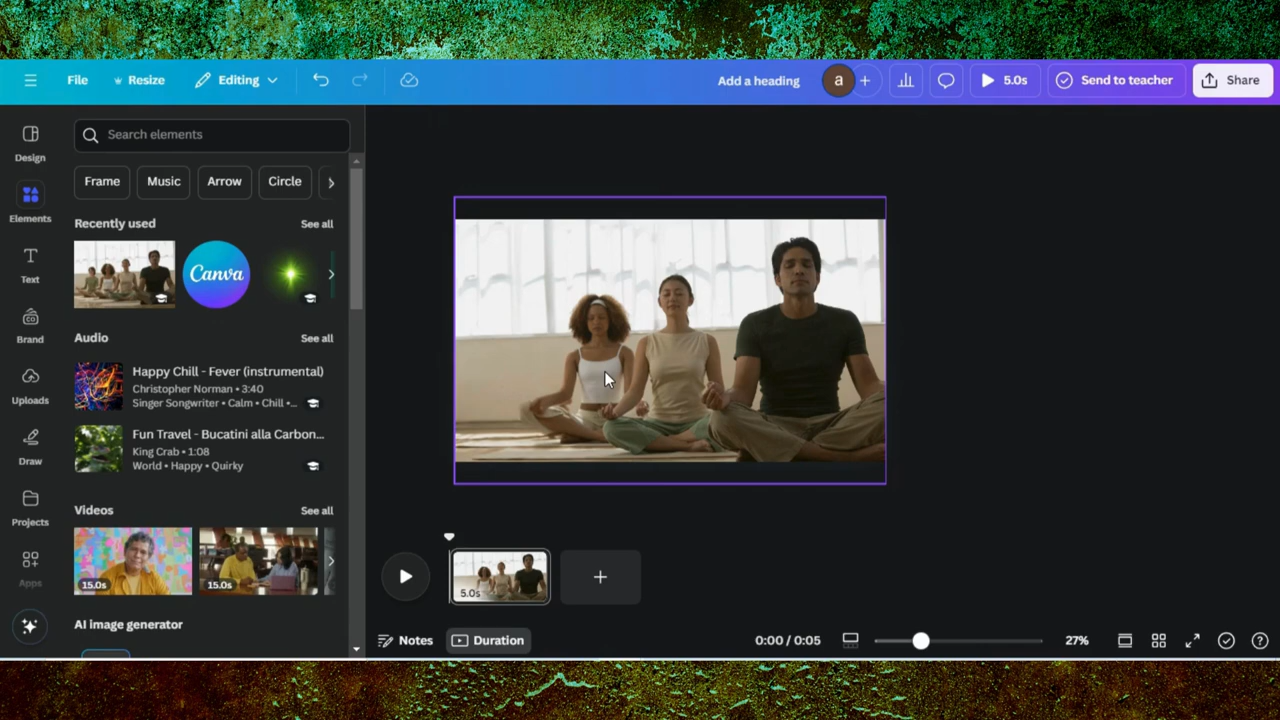 File
Resize
Editing
Add a heading
a
5.0s
Send to teacher
Share
Design
Elements
Text
Brand
Uploads
Draw
Projects
Apps
Search elements
Frame
Music
Arrow
Circle
Recently used
See all
Canva
Audio
See all
Happy Chill - Fever (instrumental)
Christopher Norman • 3:40
Singer Songwriter • Calm • Chill •...
Fun Travel - Bucatini alla Carbon...
King Crab • 1:08
World • Happy • Quirky
Videos
See all
15.0s
15.0s
AI image generator
5.0s
Notes
Duration
0:00 / 0:05
27%